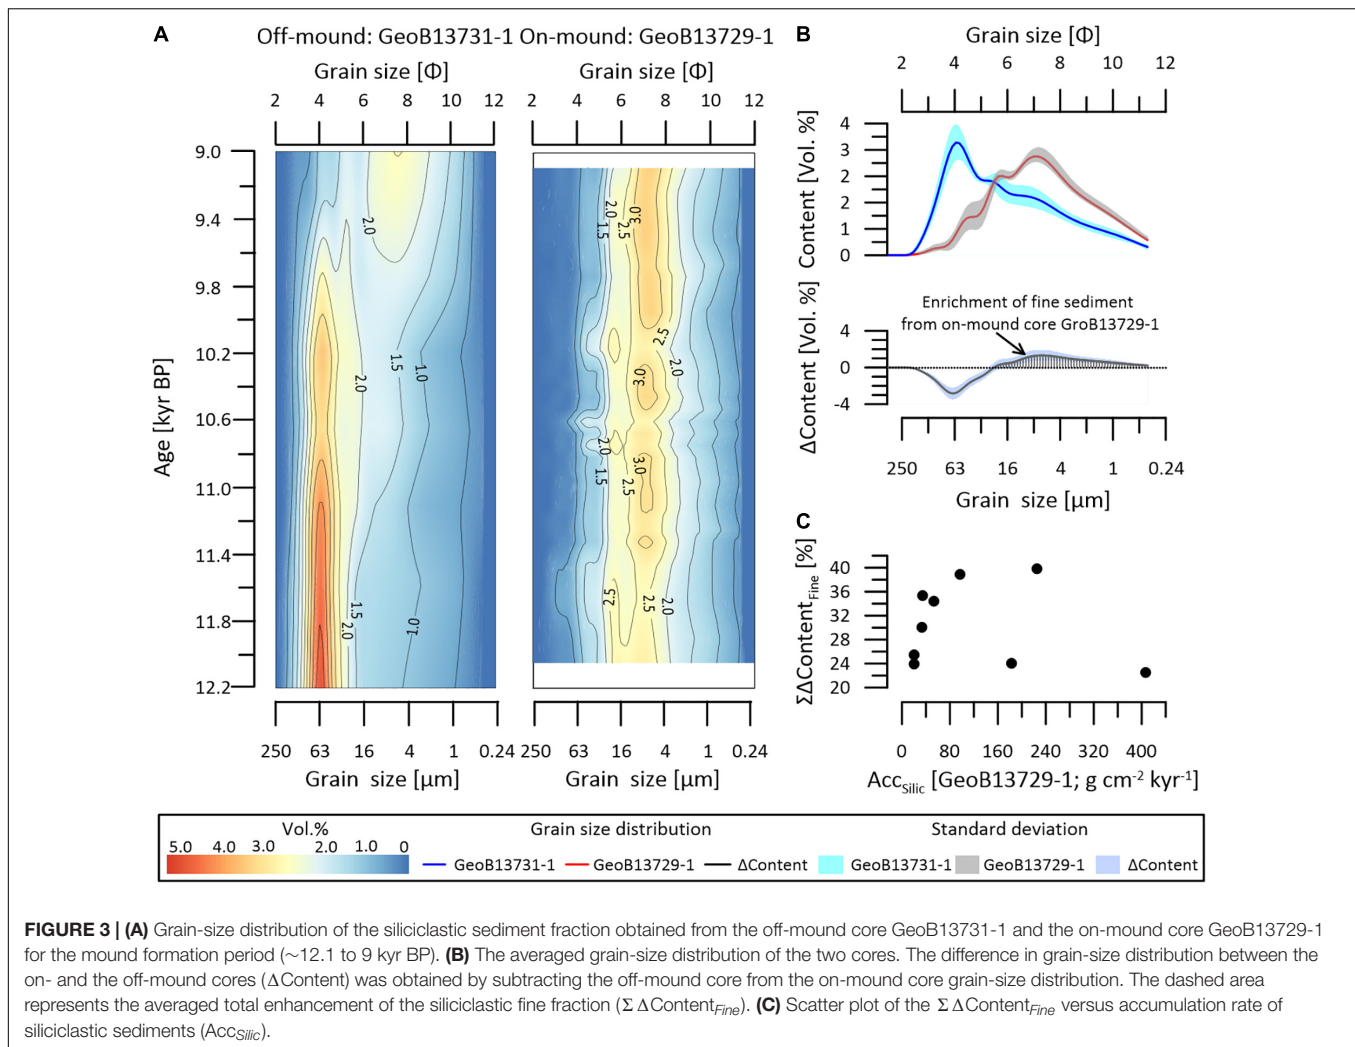 A
Off-mound: GeoB13731-1 On-mound: GeoB13729-1
Grain size [Φ] Grain size [Φ]
2 4 6 8 10 12 2 4 6 8 10 12
9.0
9.4
9.8
10.2
10.6
11.0
11.4
11.8
12.2
Age [kyr BP]
2.0
1.5
1.0
2.0
1.5
2.0
1.0
2.0
1.5
2.5
3.0
2.5
2.0
3.0
2.0
1.5
3.0
2.5
2.5
2.5
2.0
250 63 16 4 1 0.24 250 63 16 4 1 0.24
Grain size [µm] Grain size [µm]
B
Grain size [Φ]
2 4 6 8 10 12
Content [Vol. %]
4
3
2
2
1
0
ΔContent [Vol. %]
Enrichment of fine sediment
from on-mound core GroB13729-1
4
0
-4
250 63 16 4 1 0.24
Grain size [µm]
C
ΣΔContentFine [%]
40
36
32
28
24
20
0 80 160 240 320 400
AccSilic [GeoB13729-1; g cm-2 kyr-1]
Vol.% Grain size distribution Standard deviation
5.0 4.0 3.0 2.0 1.0 0
GeoB13731-1 GeoB13729-1 ΔContent GeoB13731-1 GeoB13729-1 ΔContent
FIGURE 3 | (A) Grain-size distribution of the siliciclastic sediment fraction obtained from the off-mound core GeoB13731-1 and the on-mound core GeoB13729-1
for the mound formation period (∼12.1 to 9 kyr BP). (B) The averaged grain-size distribution of the two cores. The difference in grain-size distribution between the
on- and the off-mound cores (ΔContent) was obtained by subtracting the off-mound core from the on-mound core grain-size distribution. The dashed area
represents the averaged total enhancement of the siliciclastic fine fraction (Σ ΔContentFine). (C) Scatter plot of the Σ ΔContentFine versus accumulation rate of
siliciclastic sediments (AccSilic).